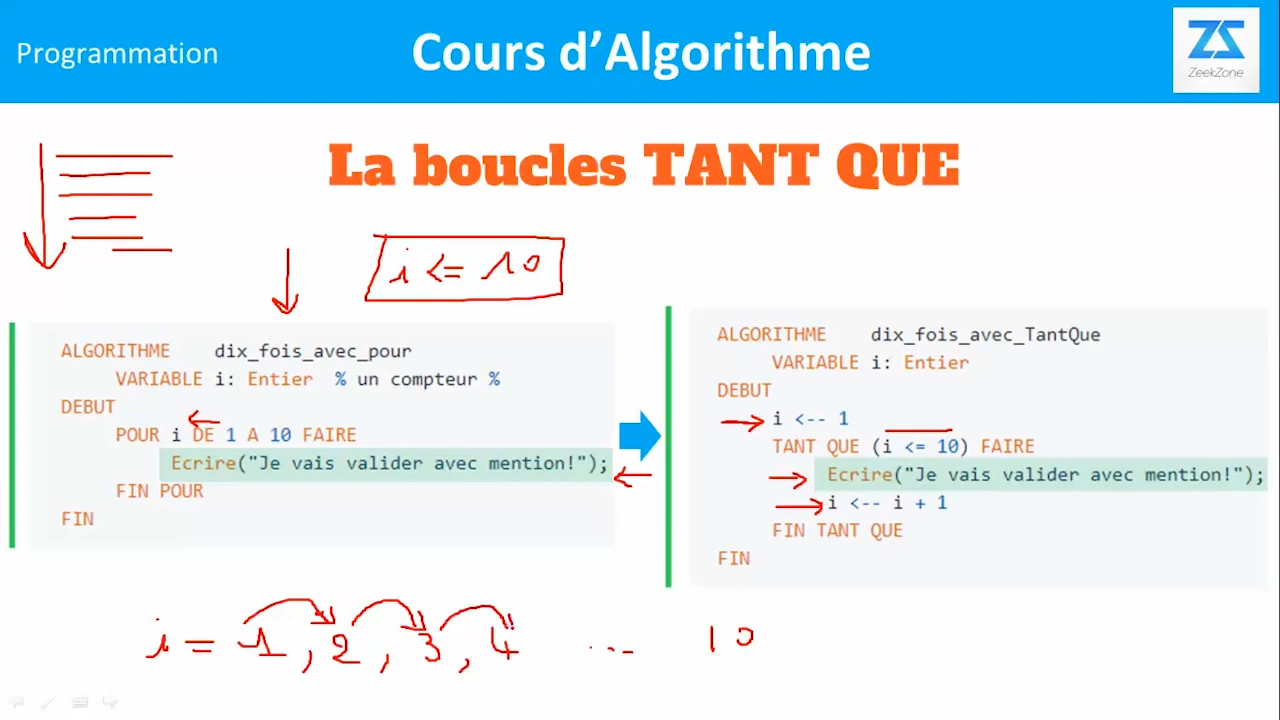 Programmation
Cours d’Algorithme
ZS
ZeekZone
La boucles TANT QUE
i <= 10
ALGORITHME dix_fois_avec_pour
VARIABLE i: Entier % un compteur %
DEBUT
POUR i DE 1 A 10 FAIRE
Ecrire("Je vais valider avec mention!");
FIN POUR
FIN
ALGORITHME dix_fois_avec_TantQue
VARIABLE i: Entier
DEBUT
i <-- 1
TANT QUE (i <= 10) FAIRE
Ecrire("Je vais valider avec mention!");
i <-- i + 1
FIN TANT QUE
FIN
i = 1, 2, 3, 4 ... 10